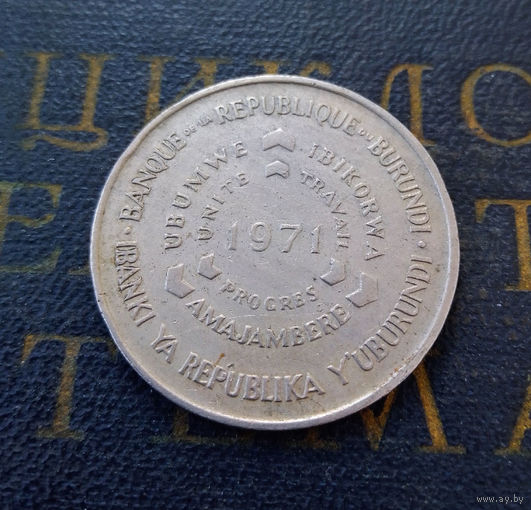 BANQUE DE LA REPUBLIQUE DU BURUNDI
IBANKI YA REPUBLIKA Y'UBURUNDI
UBUMWE IBIKORWA AMAJAMBERE
UNITE TRAVAIL PROGRES
1971
www.ay.by